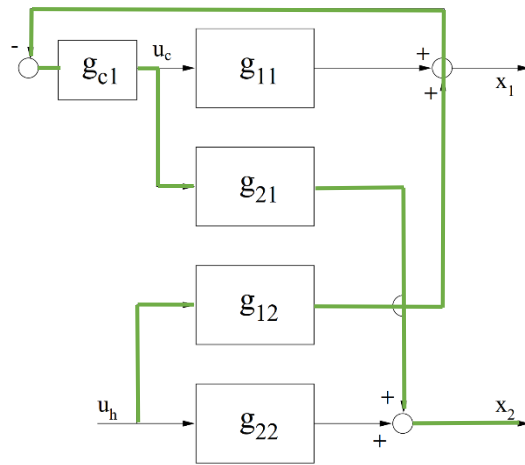 -
g_c1
u_c
g_11
+
+
x_1
g_21
g_12
u_h
g_22
+
+
x_2